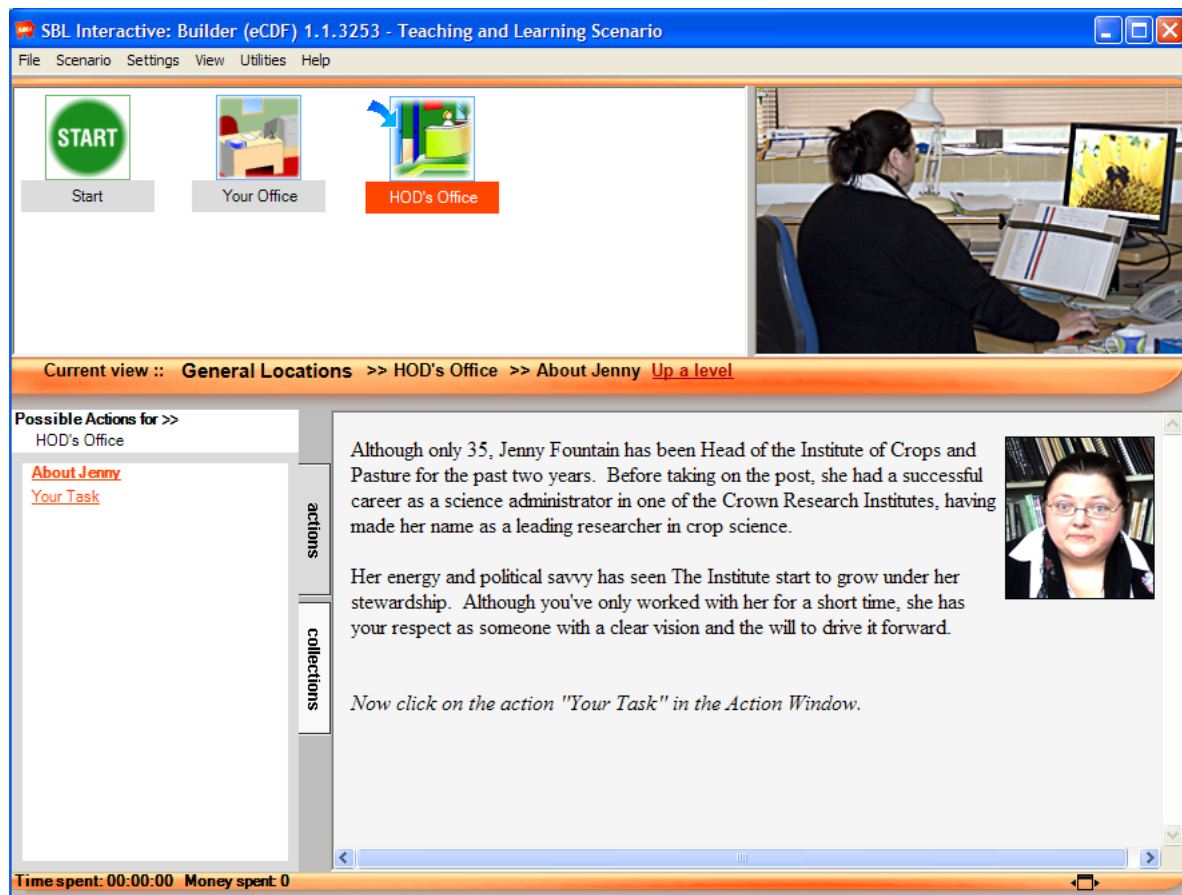 SBL Interactive: Builder (eCDF) 1.1.3253 - Teaching and Learning Scenario
File Scenario Settings View Utilities Help
START
Start
Your Office
HOD's Office
Current view :: General Locations >> HOD's Office >> About Jenny Up a level
Possible Actions for >>
HOD's Office
About Jenny
Your Task
actions
collections
Although only 35, Jenny Fountain has been Head of the Institute of Crops and
Pasture for the past two years. Before taking on the post, she had a successful
career as a science administrator in one of the Crown Research Institutes, having
made her name as a leading researcher in crop science.
Her energy and political savvy has seen The Institute start to grow under her
stewardship. Although you've only worked with her for a short time, she has
your respect as someone with a clear vision and the will to drive it forward.
Now click on the action "Your Task" in the Action Window.
Time spent: 00:00:00 Money spent: 0